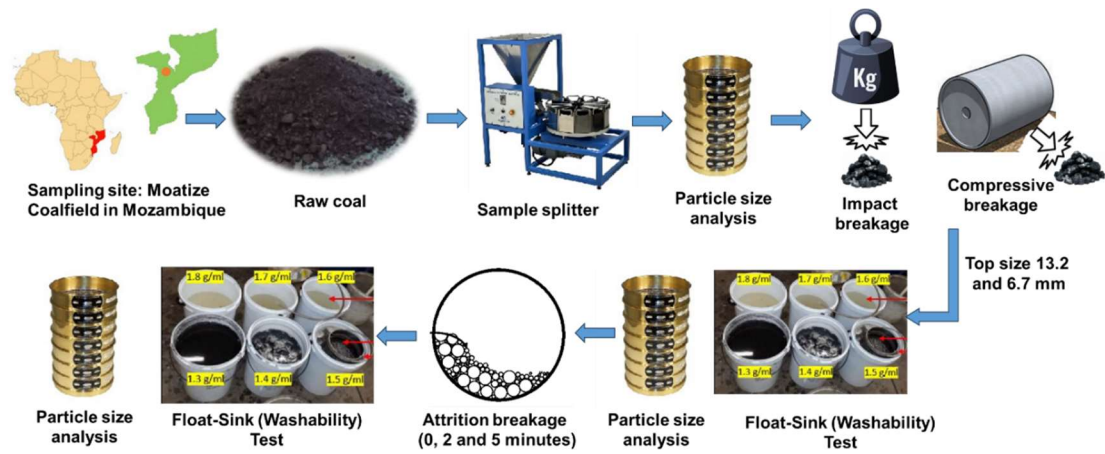 Sampling site: Moatize
Coalfield in Mozambique
Raw coal
Sample splitter
Particle size
analysis
Kg
Impact
breakage
Compressive
breakage
Top size 13.2
and 6.7 mm
1.8 g/ml
1.7 g/ml
1.6 g/ml
1.3 g/ml
1.4 g/ml
1.5 g/ml
Float-Sink (Washability)
Test
Particle size
analysis
Attrition breakage
(0, 2 and 5 minutes)
1.8 g/ml
1.7 g/ml
1.6 g/ml
1.3 g/ml
1.4 g/ml
1.5 g/ml
Float-Sink (Washability)
Test
Particle size
analysis